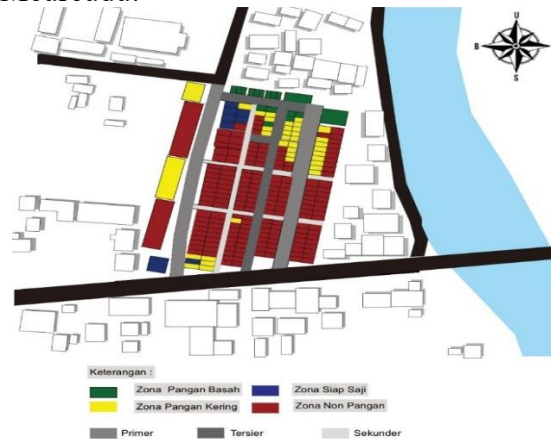 U
B
S
Keterangan :
Zona Pangan Basah
Zona Siap Saji
Zona Pangan Kering
Zona Non Pangan
Primer
Tersier
Sekunder